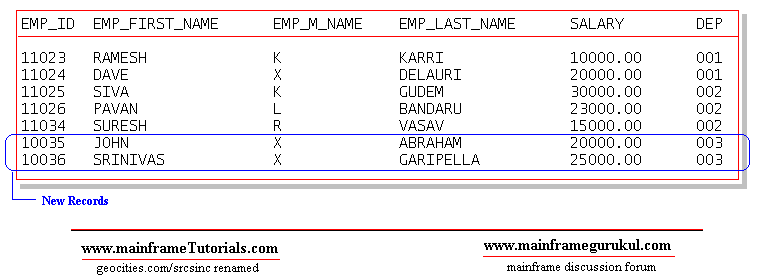 EMP_ID EMP_FIRST_NAME EMP_M_NAME EMP_LAST_NAME SALARY DEP
11023 RAMESH K KARRI 10000.00 001
11024 DAVE X DELAURI 20000.00 001
11025 SIVA K GUDEM 30000.00 002
11026 PAVAN L BANDARU 23000.00 002
11034 SURESH R VASAV 15000.00 002
10035 JOHN X ABRAHAM 20000.00 003
10036 SRINIVAS X GARIPELLA 25000.00 003
New Records
www.mainframeTutorials.com www.mainframegurukul.com
geocities.com/srcsinc renamed mainframe discussion forum